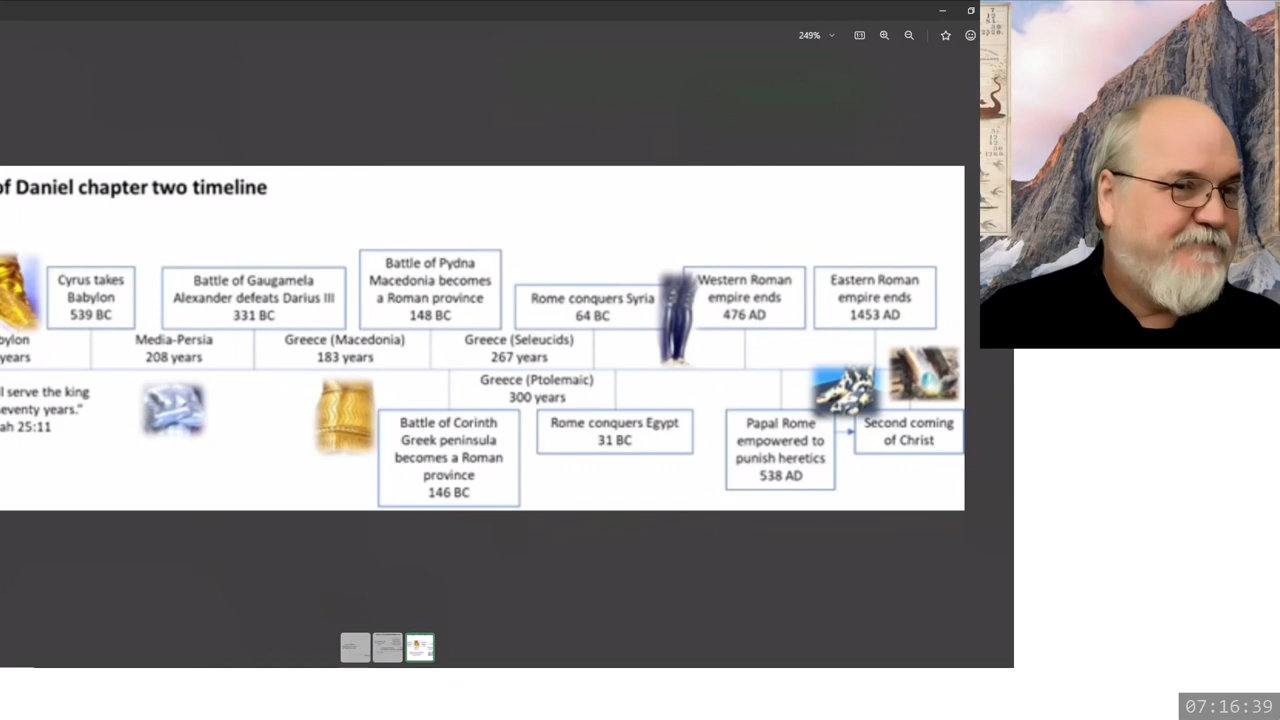 249%
of Daniel chapter two timeline
Cyrus takes
Babylon
539 BC
Battle of Gaugamela
Alexander defeats Darius III
331 BC
Battle of Pydna
Macedonia becomes
a Roman province
148 BC
Rome conquers Syria
64 BC
Western Roman
empire ends
476 AD
Eastern Roman
empire ends
1453 AD
bylon
years
Media-Persia
208 years
Greece (Macedonia)
183 years
Greece (Seleucids)
267 years
Greece (Ptolemaic)
300 years
l serve the king
eventy years."
ah 25:11
Battle of Corinth
Greek peninsula
becomes a Roman
province
146 BC
Rome conquers Egypt
31 BC
Papal Rome
empowered to
punish heretics
538 AD
Second coming
of Christ
07:16:39